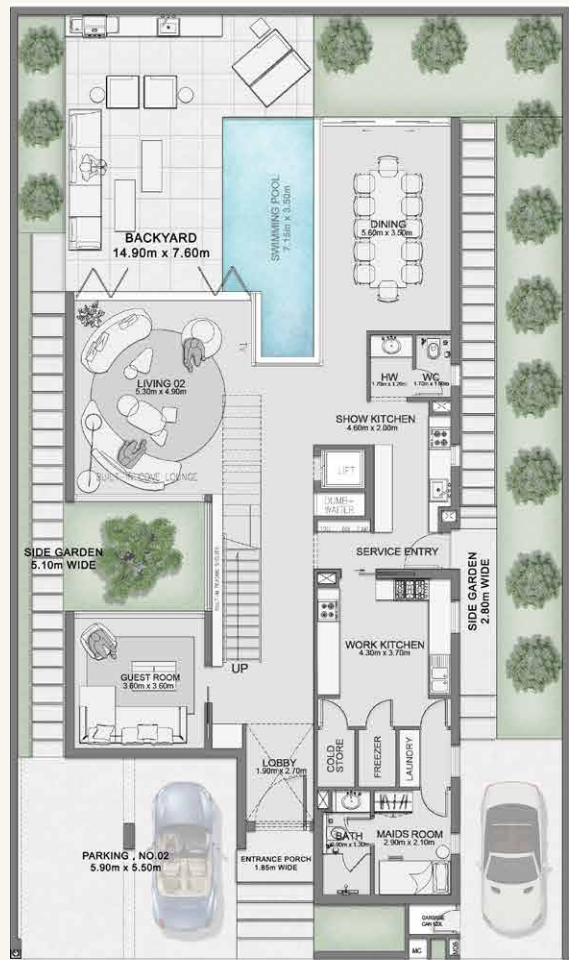 SWIMMING POOL
7.15m x 3.50m
DINING
5.60m x 3.50m
BACKYARD
14.90m x 7.60m
LIVING 02
5.30m x 4.90m
HW
WC
SHOW KITCHEN
4.60m x 2.00m
LIFT
DUMB-
WAITER
SERVICE ENTRY
SIDE GARDEN
5.10m WIDE
SIDE GARDEN
2.80m WIDE
WORK KITCHEN
4.30m x 3.70m
UP
GUEST ROOM
3.60m x 3.60m
COLD
STORE
FREEZER
LAUNDRY
LOBBY
1.90m x 2.70m
BATH
MAIDS ROOM
2.90m x 2.10m
PARKING , NO.02
5.90m x 5.50m
ENTRANCE PORCH
1.85m WIDE
MC